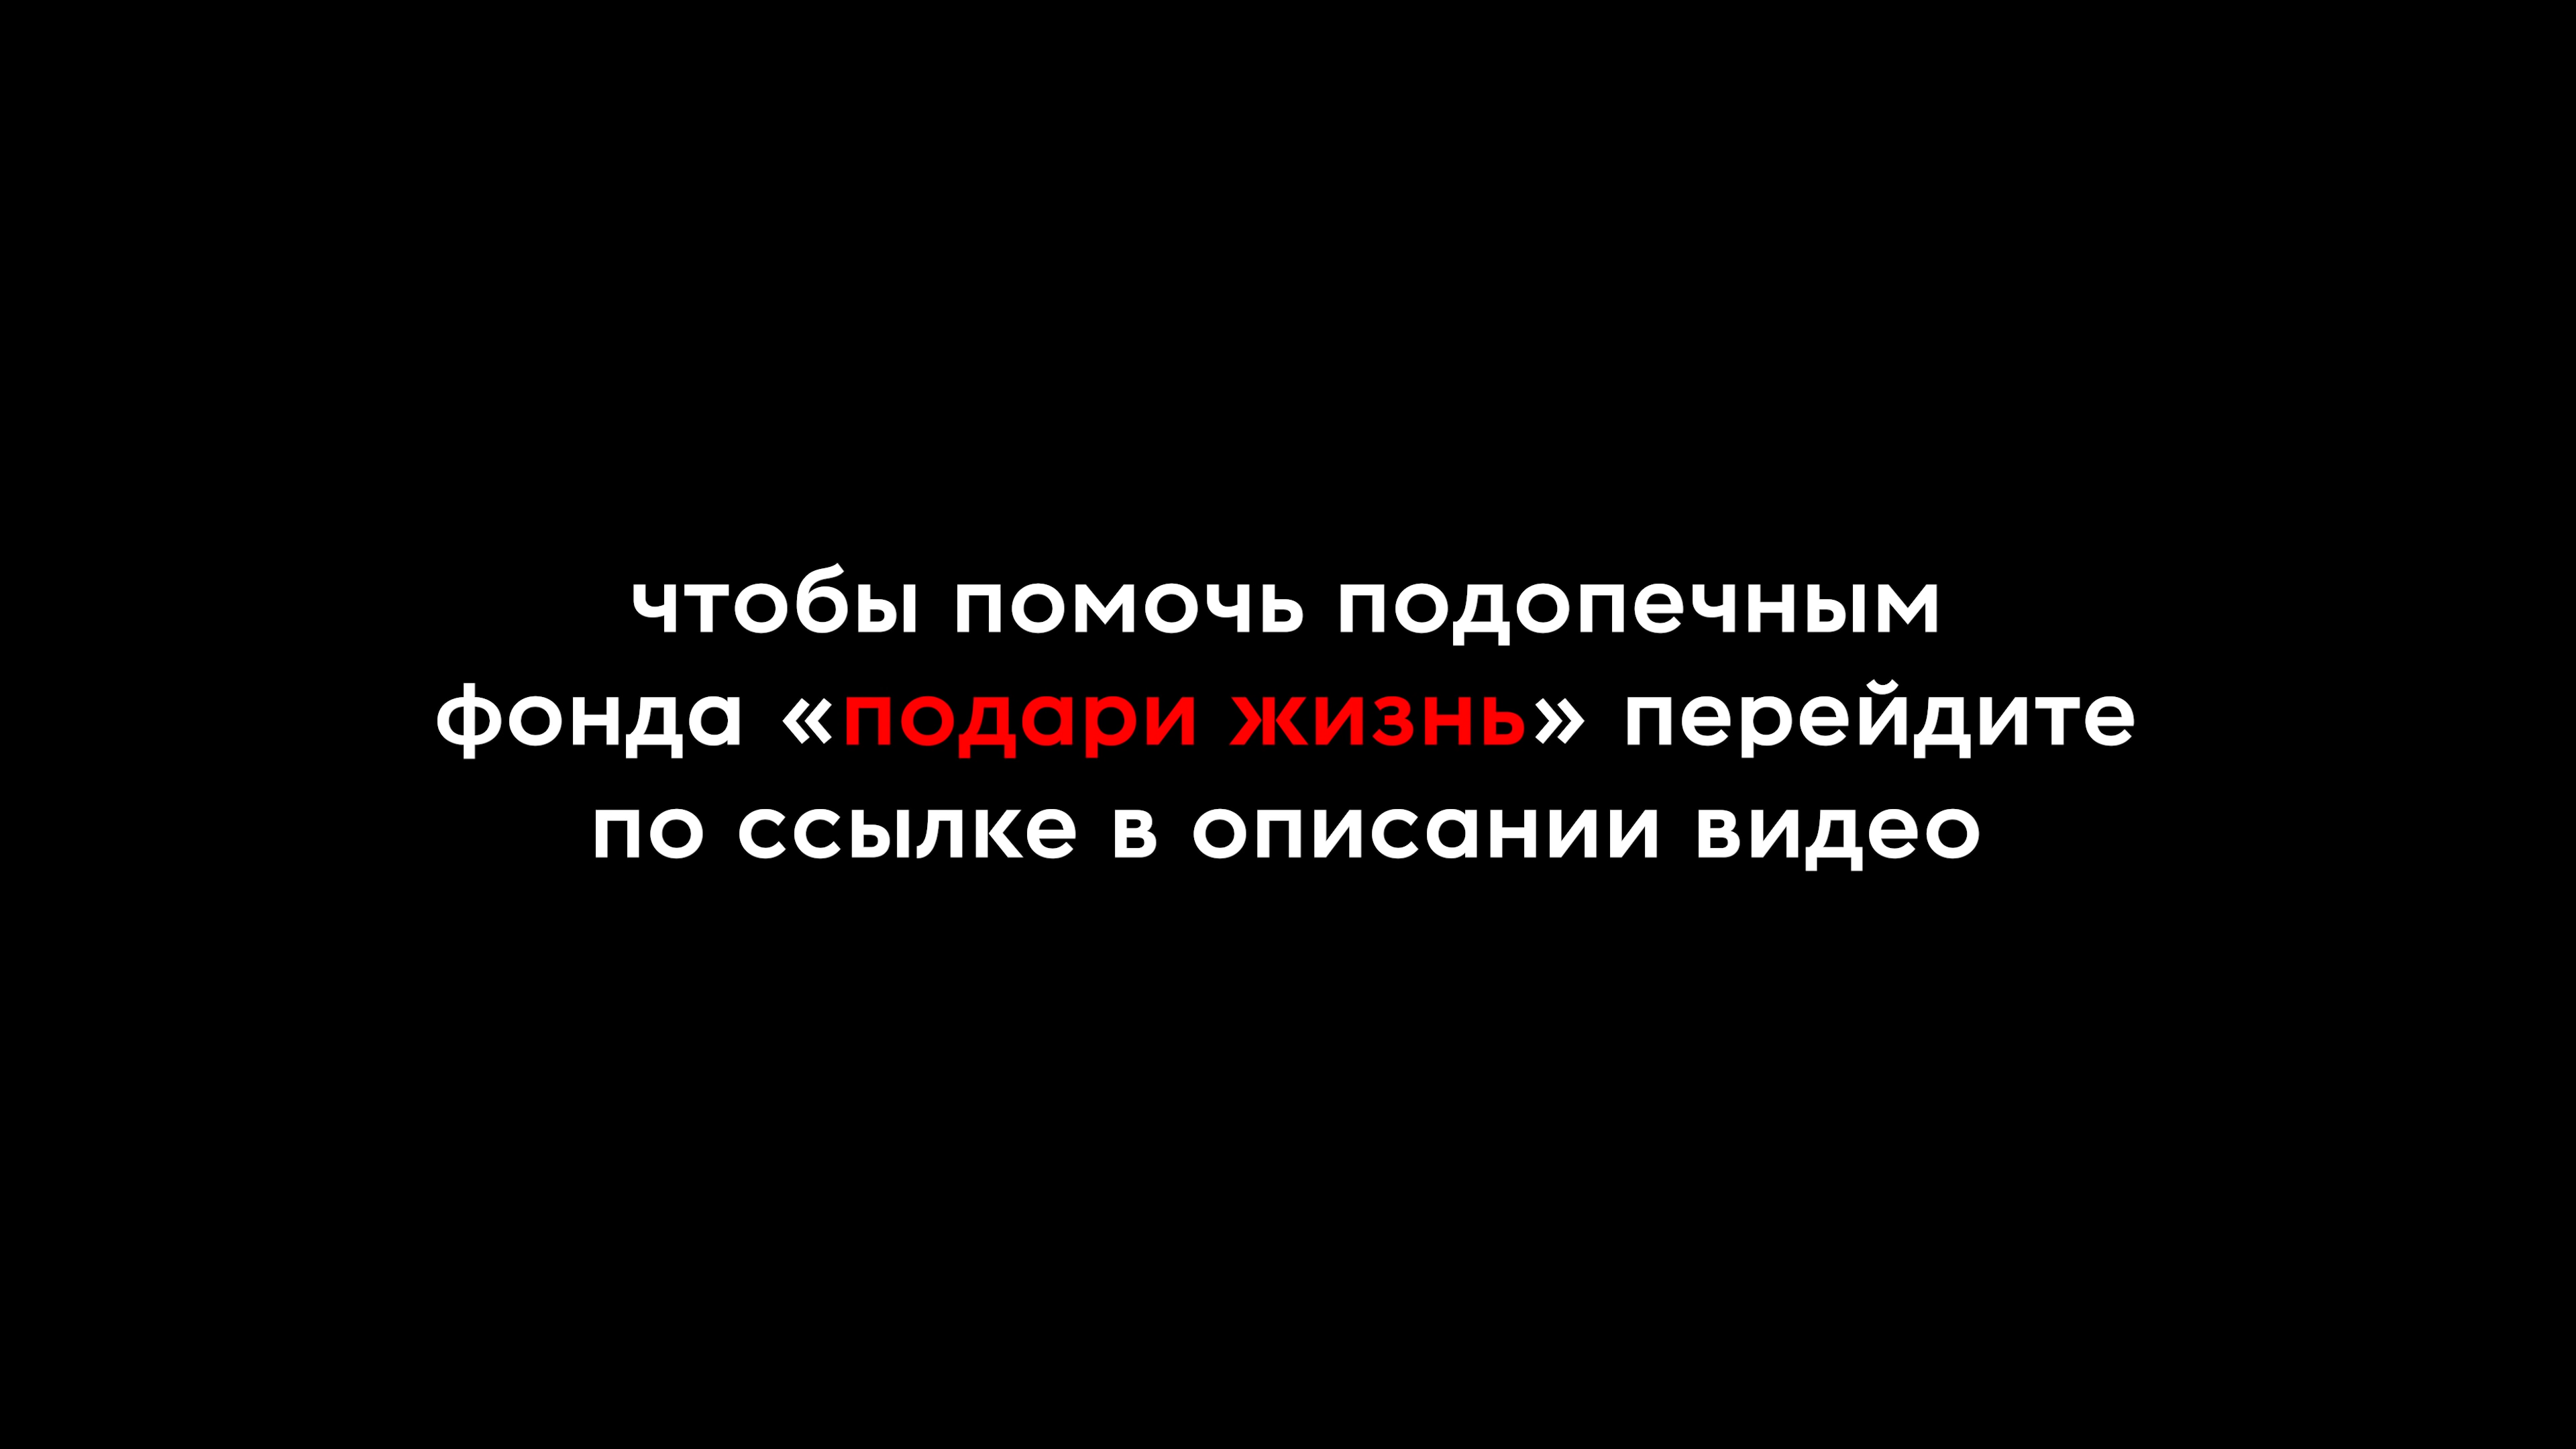 чтобы помочь подопечным
фонда «подари жизнь» перейдите
по ссылке в описании видео